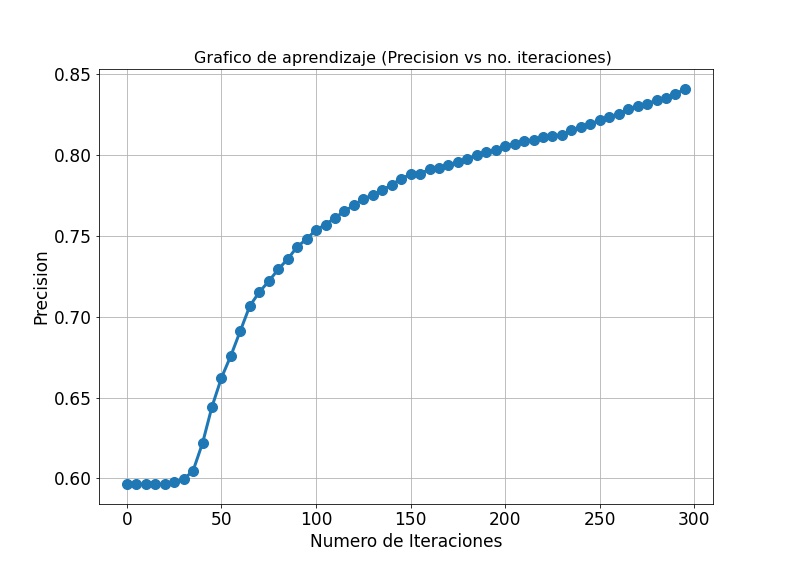 Grafico de aprendizaje (Precision vs no. iteraciones)
0.85
0.80
0.75
0.70
0.65
0.60
Precision
0 50 100 150 200 250 300
Numero de Iteraciones